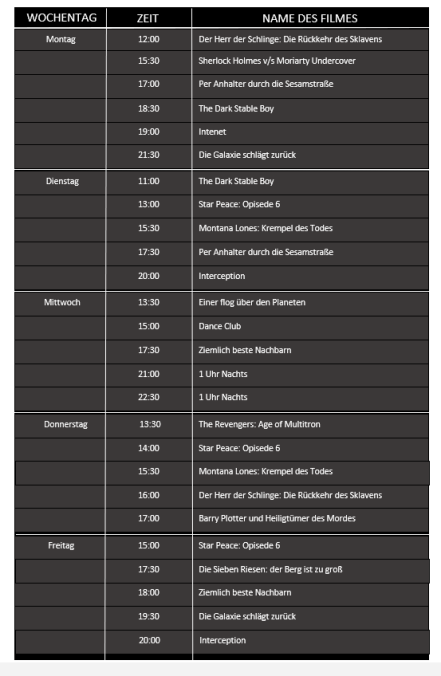 WOCHENTAG ZEIT NAME DES FILMES
Montag 12:00 Der Herr der Schlinge: Die Rückkehr des Sklavens
15:30 Sherlock Holmes v/s Moriarty Undercover
17:00 Per Anhalter durch die Sesamstraße
18:30 The Dark Stable Boy
19:00 Intenet
21:30 Die Galaxie schlägt zurück
Dienstag 11:00 The Dark Stable Boy
13:00 Star Peace: Opisede 6
15:30 Montana Lones: Krempel des Todes
17:30 Per Anhalter durch die Sesamstraße
20:00 Interception
Mittwoch 13:30 Einer flog über den Planeten
15:00 Dance Club
17:30 Ziemlich beste Nachbarn
21:00 1 Uhr Nachts
22:30 1 Uhr Nachts
Donnerstag 13:30 The Revengers: Age of Multitron
14:00 Star Peace: Opisede 6
15:30 Montana Lones: Krempel des Todes
16:00 Der Herr der Schlinge: Die Rückkehr des Sklavens
17:00 Barry Plotter und Heiligtümer des Mordes
Freitag 15:00 Star Peace: Opisede 6
17:30 Die Sieben Riesen: der Berg ist zu groß
18:00 Ziemlich beste Nachbarn
19:30 Die Galaxie schlägt zurück
20:00 Interception